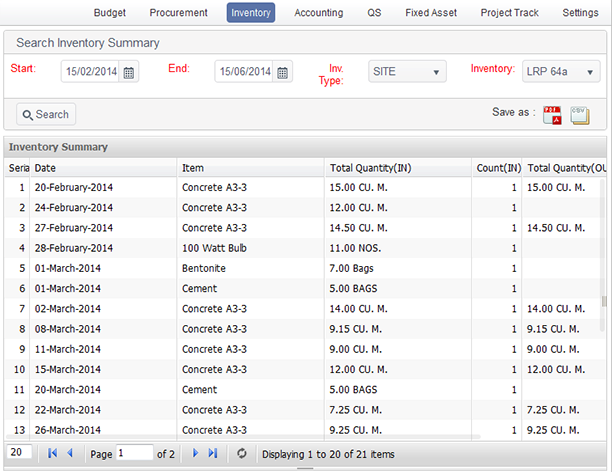 Budget Procurement Inventory Accounting QS Fixed Asset Project Track Settings
Search Inventory Summary
Start: 15/02/2014 End: 15/06/2014 Inv. Type: SITE Inventory: LRP 64a
Search Save as : PDF CSV
Inventory Summary
Seria Date Item Total Quantity(IN) Count(IN) Total Quantity(OU
1 20-February-2014 Concrete A3-3 15.00 CU. M. 1 15.00 CU. M.
2 24-February-2014 Concrete A3-3 12.00 CU. M. 1
3 27-February-2014 Concrete A3-3 14.50 CU. M. 1 14.50 CU. M.
4 28-February-2014 100 Watt Bulb 11.00 NOS. 1
5 01-March-2014 Bentonite 7.00 Bags 1
6 01-March-2014 Cement 5.00 BAGS 1
7 02-March-2014 Concrete A3-3 14.00 CU. M. 1 14.00 CU. M.
8 08-March-2014 Concrete A3-3 9.15 CU. M. 1 9.15 CU. M.
9 11-March-2014 Concrete A3-3 9.00 CU. M. 1 9.00 CU. M.
10 15-March-2014 Concrete A3-3 12.00 CU. M. 1 12.00 CU. M.
11 20-March-2014 Cement 5.00 BAGS 1
12 22-March-2014 Concrete A3-3 7.25 CU. M. 1 7.25 CU. M.
13 26-March-2014 Concrete A3-3 9.25 CU. M. 1 9.25 CU. M.
20 Page 1 of 2 Displaying 1 to 20 of 21 items